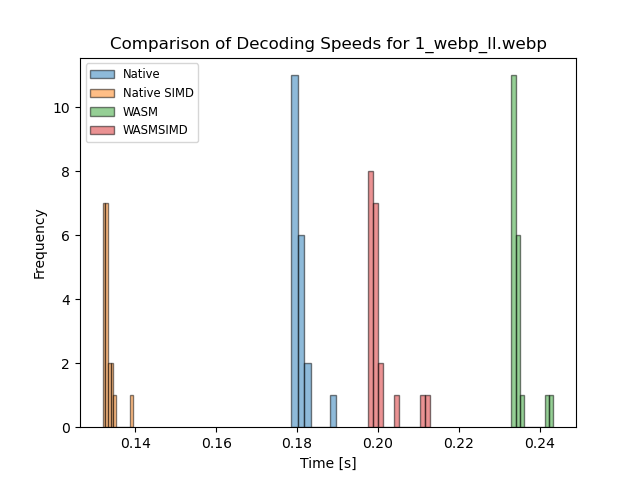 Comparison of Decoding Speeds for 1_webp_ll.webp
Native
Native SIMD
WASM
WASMSIMD
Frequency
10
8
6
4
2
0
0.14 0.16 0.18 0.20 0.22 0.24
Time [s]